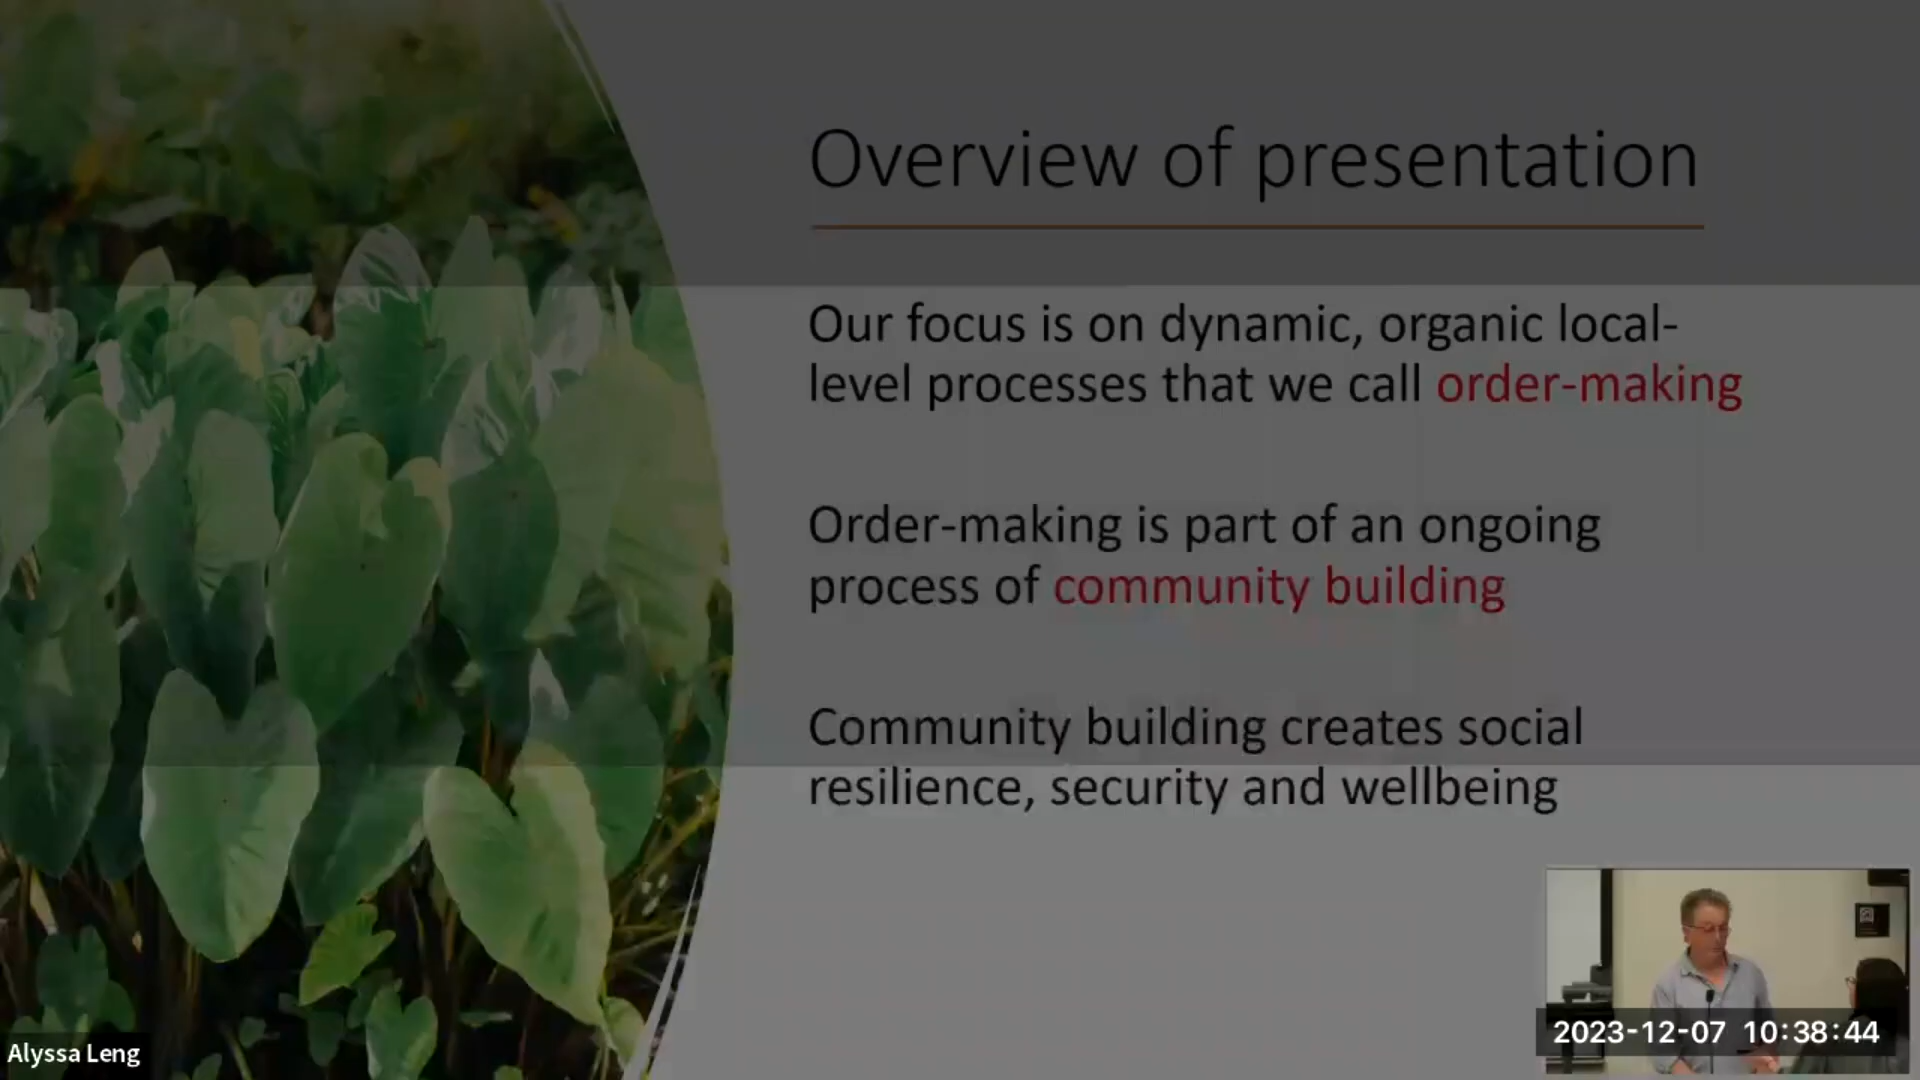 Overview of presentation
Our focus is on dynamic, organic local-
level processes that we call order-making
Order-making is part of an ongoing
process of community building
Community building creates social
resilience, security and wellbeing
Alyssa Leng
2023-12-07 10:38:44